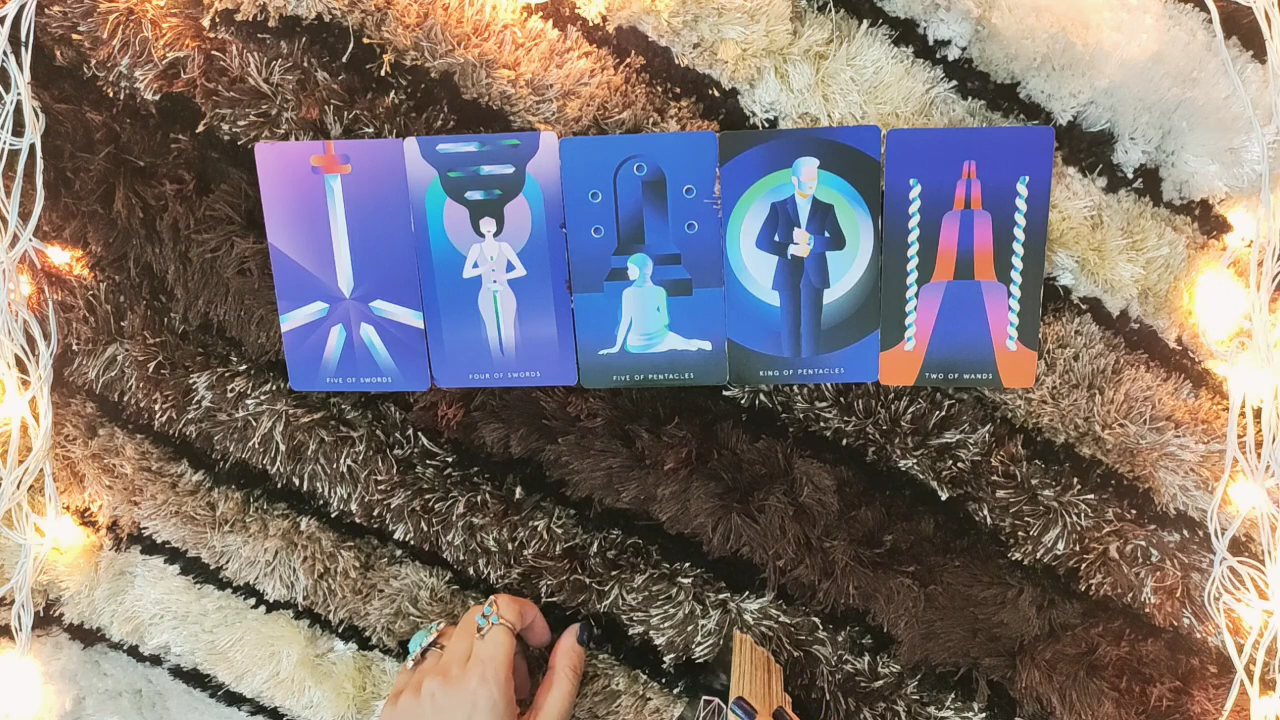 FIVE OF SWORDS
FOUR OF SWORDS
FIVE OF PENTACLES
KING OF PENTACLES
TWO OF WANDS